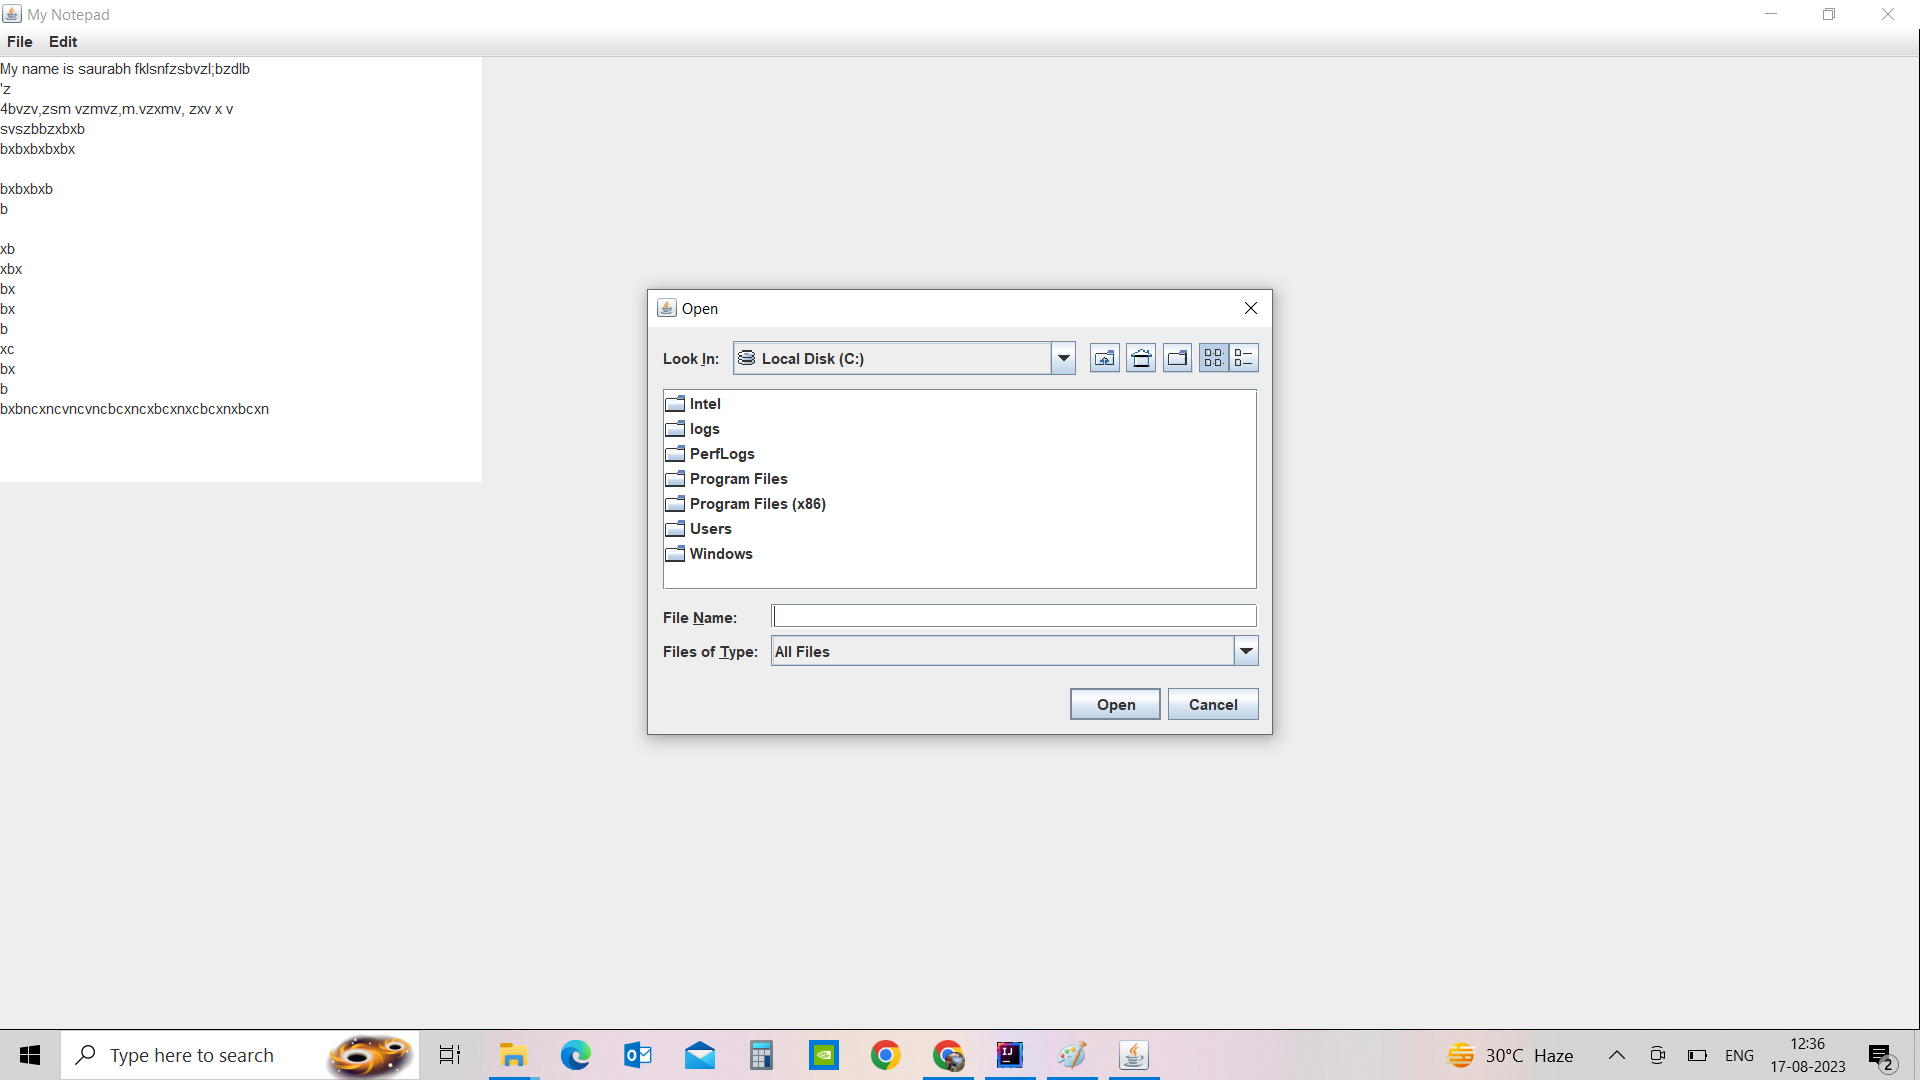 My Notepad
File Edit
My name is saurabh fklsnfzsbvzl;bzdlb
'z
4bvzv,zsm vzmvz,m.vzxmv, zxv x v
svszbbzxbxb
bxbxbxbxbx
bxbxbxb
b
xb
xbx
bx
bx
b
xc
bx
b
bxbncxncvncvncbcxncxbcxnxcbcxnxbcxn
Open
Look In: Local Disk (C:)
Intel
logs
PerfLogs
Program Files
Program Files (x86)
Users
Windows
File Name:
Files of Type: All Files
Open Cancel
Type here to search
30°C Haze
ENG
12:36
17-08-2023
2